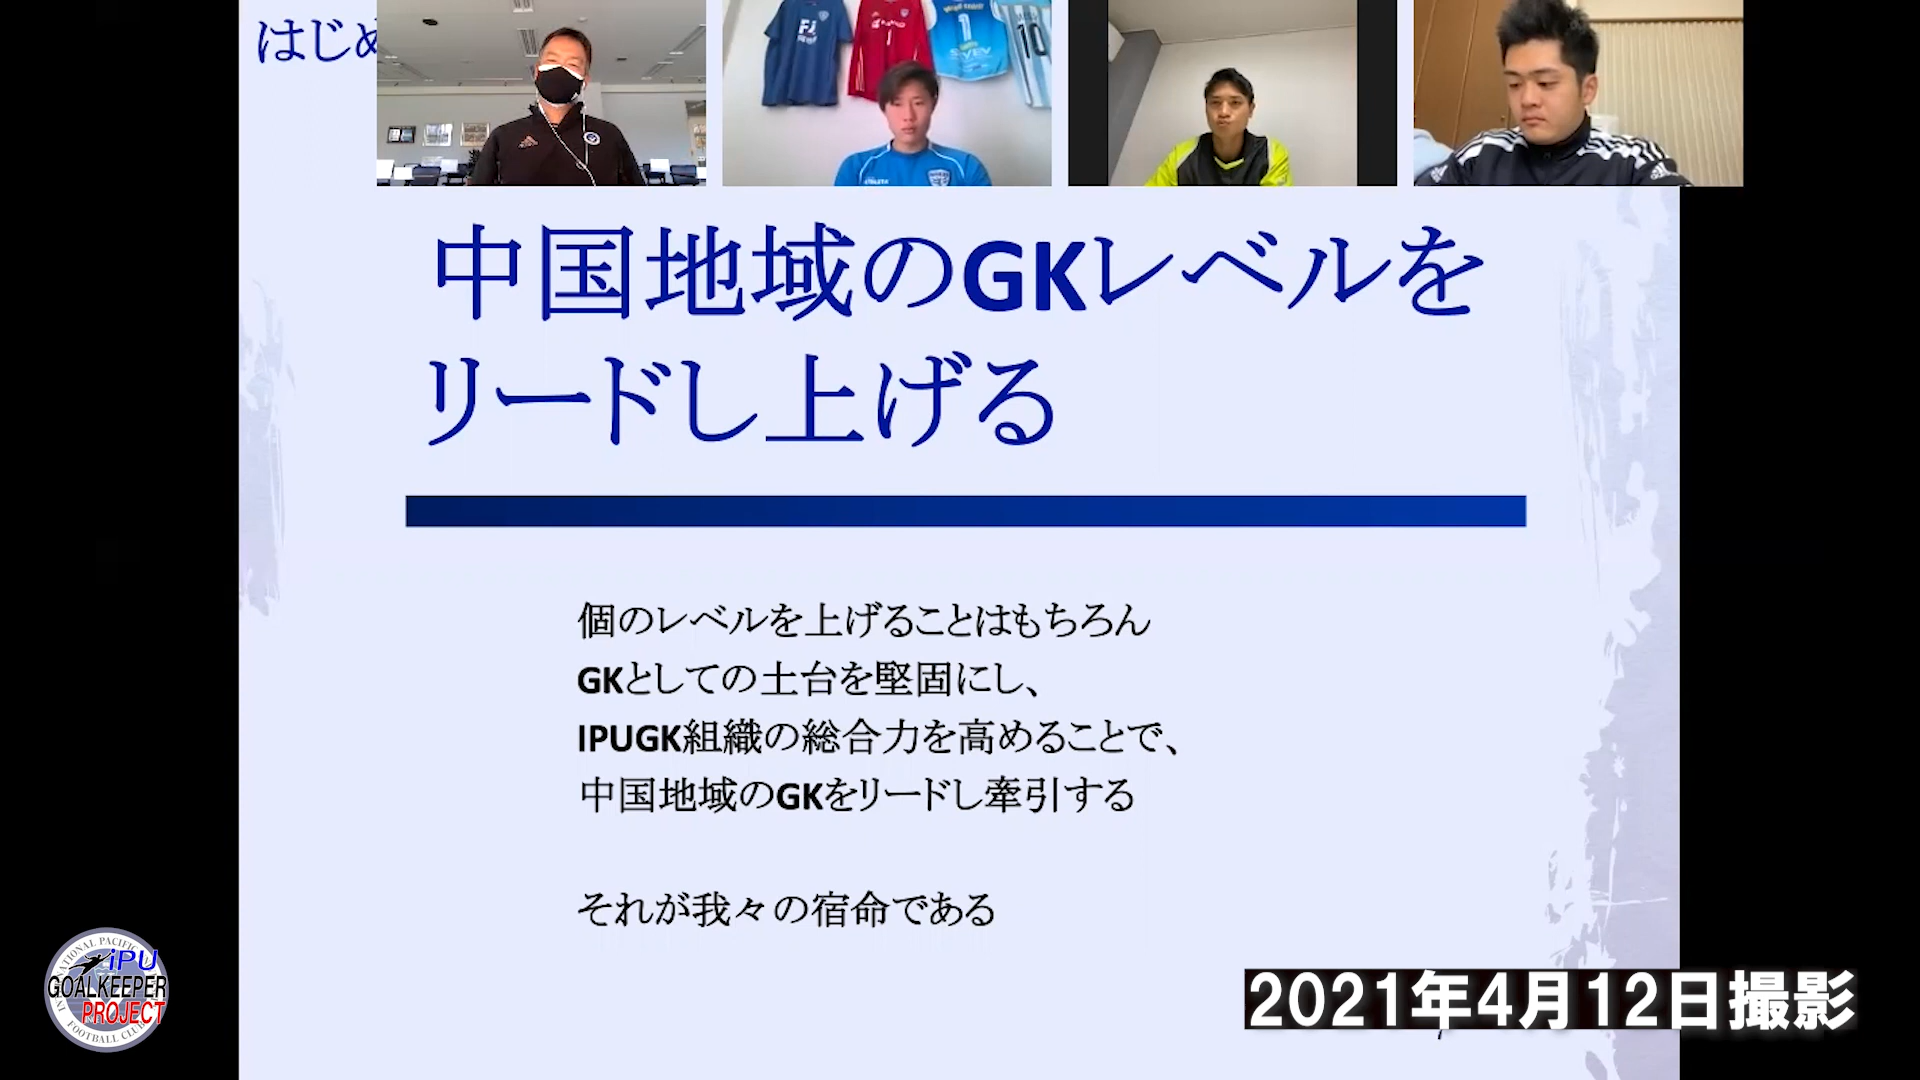 はじめ
中国地域のGKレベルを
リードし上げる
個のレベルを上げることはもちろん
GKとしての土台を堅固にし、
IPUGK組織の総合力を高めることで、
中国地域のGKをリードし牽引する
それが我々の宿命である
2021年4月12日撮影
iPU
GOALKEEPER
PROJECT
FOOTBALL CLUB